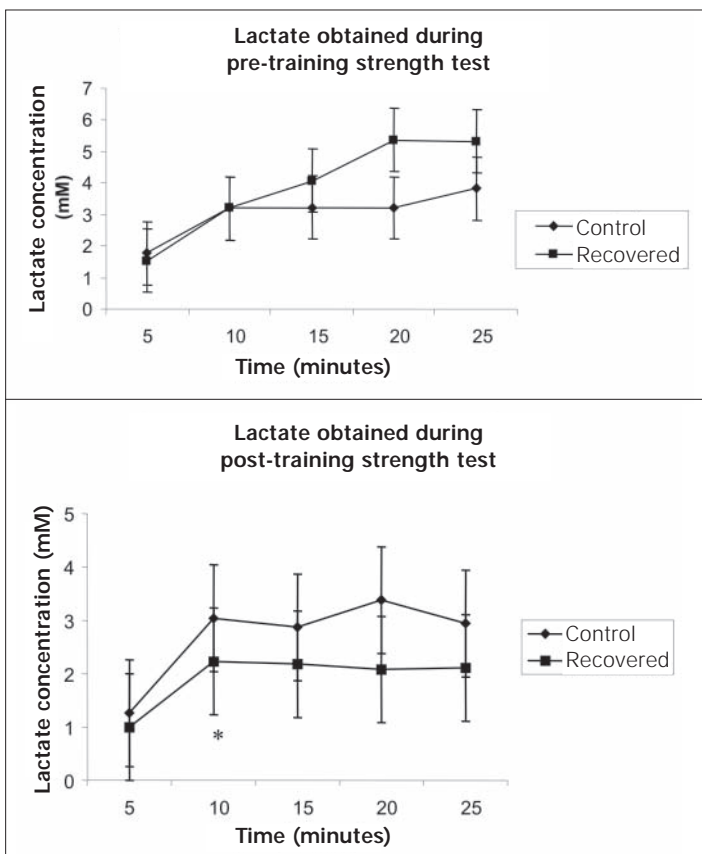 Lactate obtained during
pre-training strength test
Lactate concentration
(mM)
7
6
5
4
3
2
1
0
5 10 15 20 25
Time (minutes)
Control
Recovered
Lactate obtained during
post-training strength test
Lactate concentration (mM)
5
4
3
2
1
0
*
5 10 15 20 25
Time (minutes)
Control
Recovered